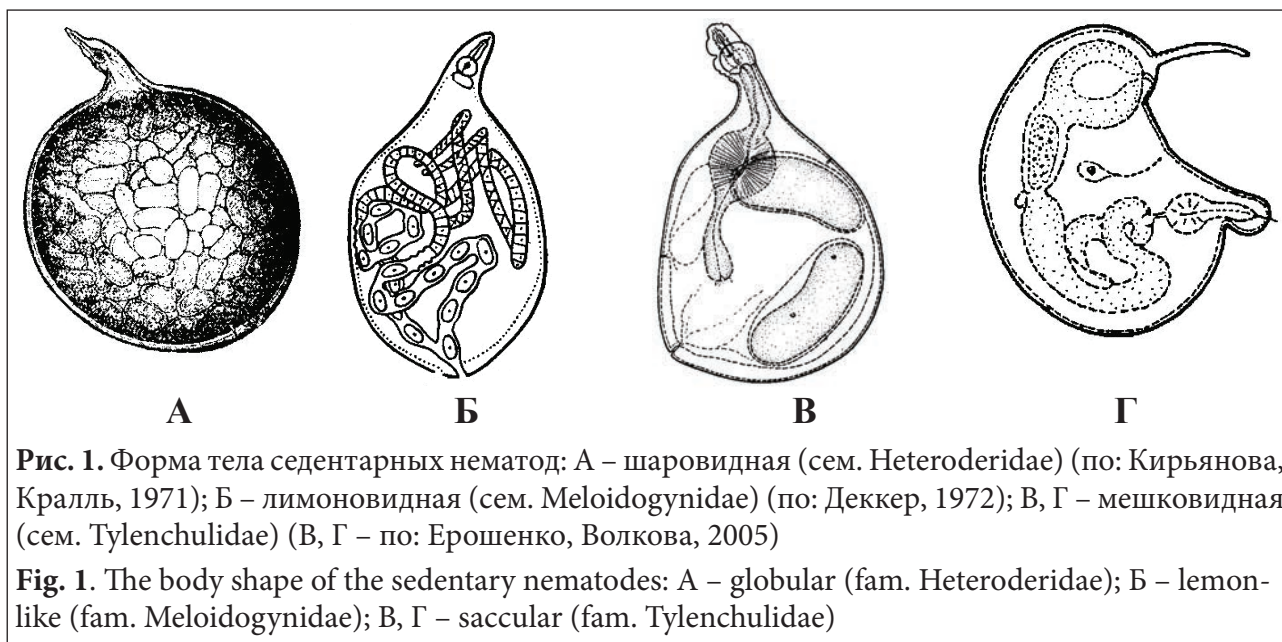 А Б В Г
Рис. 1. Форма тела седентарных нематод: А – шаровидная (сем. Heteroderidae) (по: Кирьянова,
Кралль, 1971); Б – лимоновидная (сем. Meloidogynidae) (по: Деккер, 1972); В, Г – мешковидная
(сем. Tylenchulidae) (В, Г – по: Ерошенко, Волкова, 2005)
Fig. 1. The body shape of the sedentary nematodes: А – globular (fam. Heteroderidae); Б – lemon-
like (fam. Meloidogynidae); В, Г – saccular (fam. Tylenchulidae)